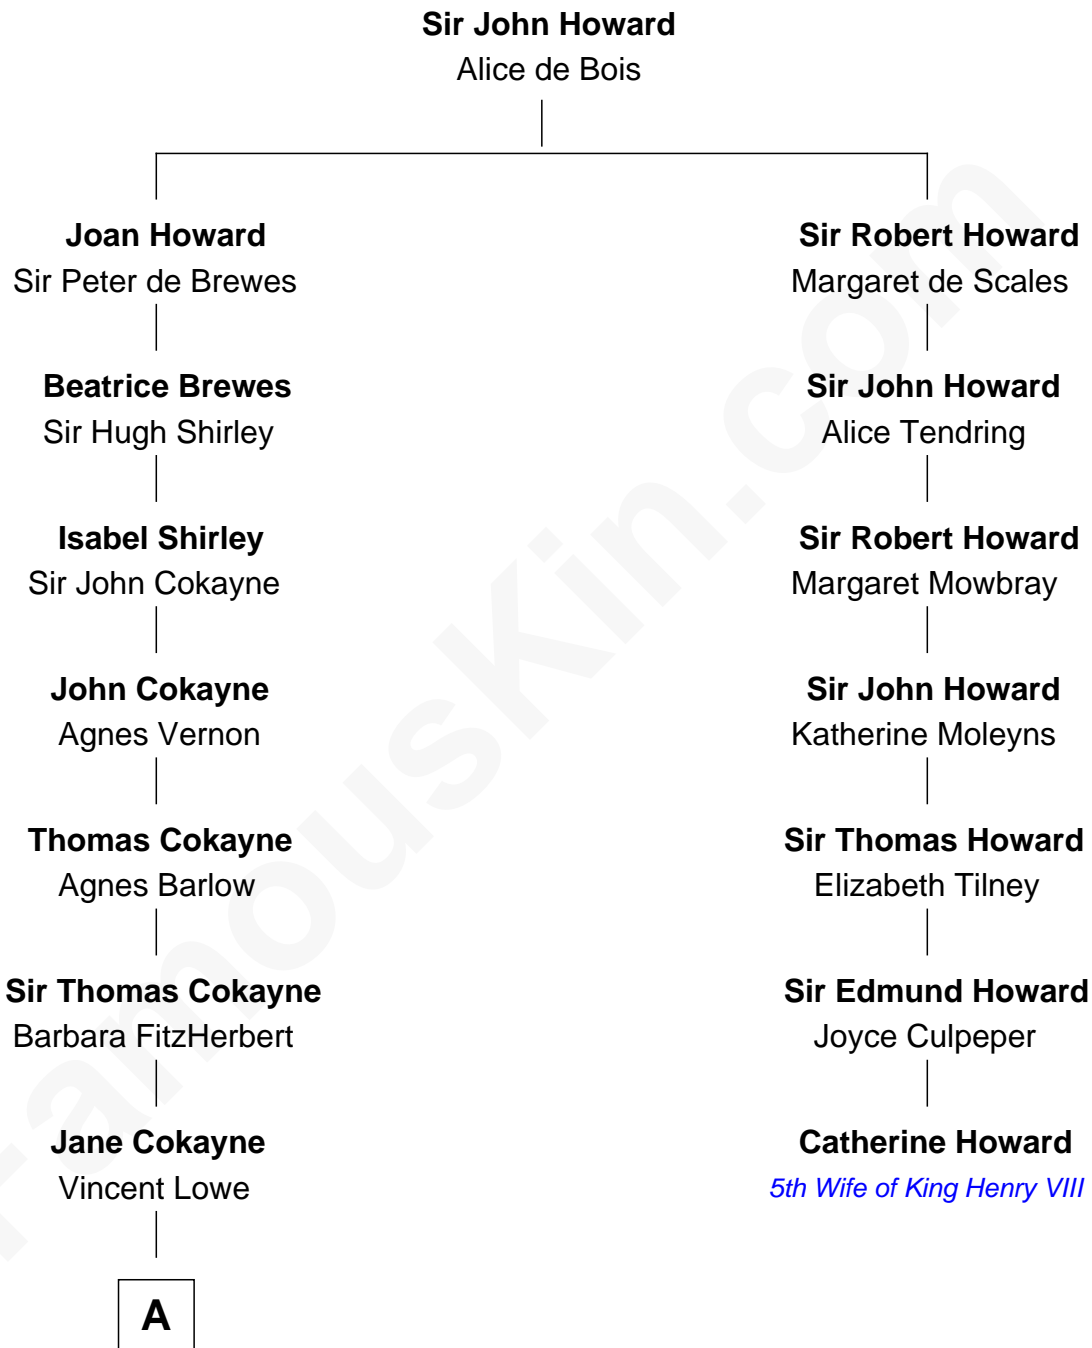 Sir John Howard
Alice de Bois
Joan Howard
Sir Peter de Brewes
Sir Robert Howard
Margaret de Scales
Beatrice Brewes
Sir Hugh Shirley
Sir John Howard
Alice Tendring
Isabel Shirley
Sir John Cokayne
Sir Robert Howard
Margaret Mowbray
John Cokayne
Agnes Vernon
Sir John Howard
Katherine Moleyns
Thomas Cokayne
Agnes Barlow
Sir Thomas Howard
Elizabeth Tilney
Sir Thomas Cokayne
Barbara FitzHerbert
Sir Edmund Howard
Joyce Culpeper
Jane Cokayne
Vincent Lowe
Catherine Howard
5th Wife of King Henry VIII
A
FamousKin.com